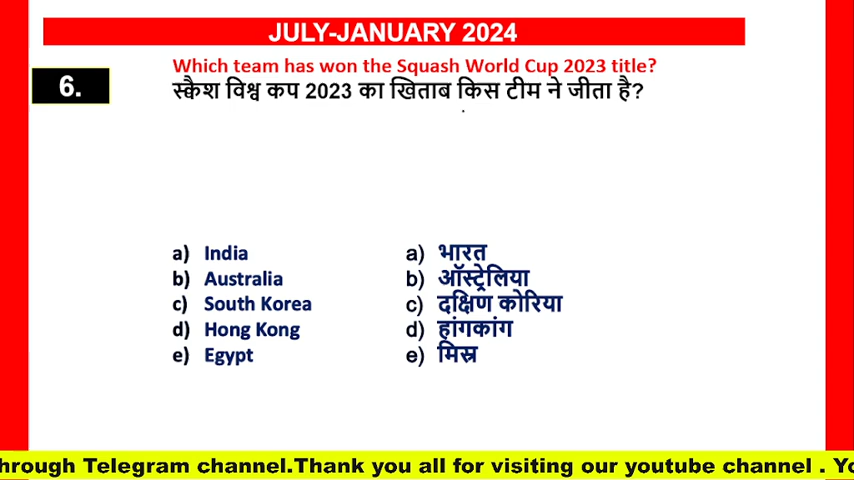 JULY-JANUARY 2024
6.
Which team has won the Squash World Cup 2023 title?
स्क्वैश विश्व कप 2023 का खिताब किस टीम ने जीता है?
a) India
a) भारत
b) Australia
b) ऑस्ट्रेलिया
c) South Korea
c) दक्षिण कोरिया
d) Hong Kong
d) हांगकांग
e) Egypt
e) मिस्र
hrough Telegram channel.Thank you all for visiting our youtube channel . Yo